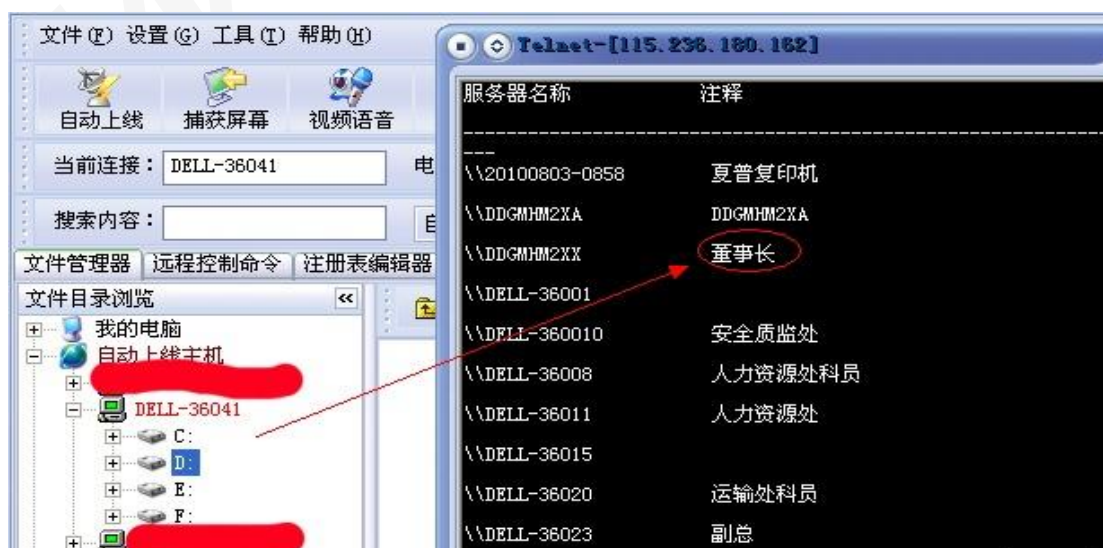 文件(F) 设置(G) 工具(T) 帮助(H)
自动上线 捕获屏幕 视频语音
当前连接： DELL-36041 电
搜索内容： 自
文件管理器 远程控制命令 注册表编辑器
文件目录浏览 «
我的电脑
自动上线主机
DELL-36041
C:
D:
E:
F:
Telnet-[115.236.180.162]
服务器名称 注释
-------------------------------------------------------------------------------
\\20100803-0858 夏普复印机
\\DDGMHM2XA DDGMHM2XA
\\DDGMHM2XX 董事长
\\DELL-36001
\\DELL-360010 安全质监处
\\DELL-36008 人力资源处科员
\\DELL-36011 人力资源处
\\DELL-36015
\\DELL-36020 运输处科员
\\DELL-36023 副总